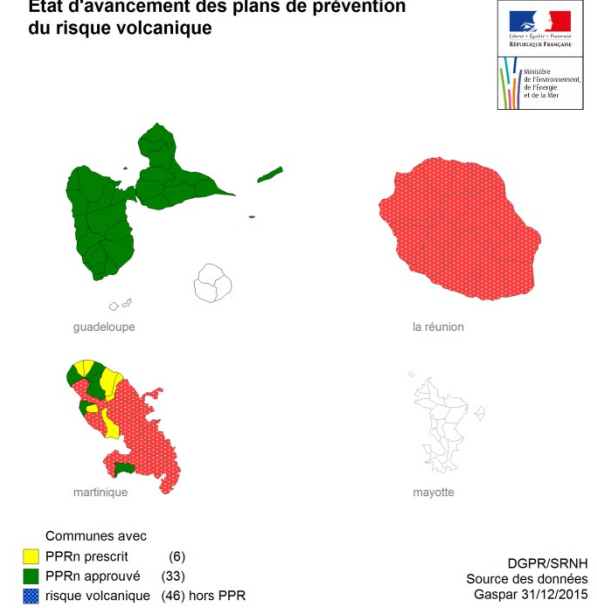 État d'avancement des plans de prévention
du risque volcanique
Liberté • Égalité • Fraternité
RÉPUBLIQUE FRANÇAISE
Ministère
de l'Environnement,
de l'Énergie
et de la Mer
guadeloupe
la réunion
martinique
mayotte
Communes avec
PPRn prescrit (6)
PPRn approuvé (33)
risque volcanique (46) hors PPR
DGPR/SRNH
Source des données
Gaspar 31/12/2015